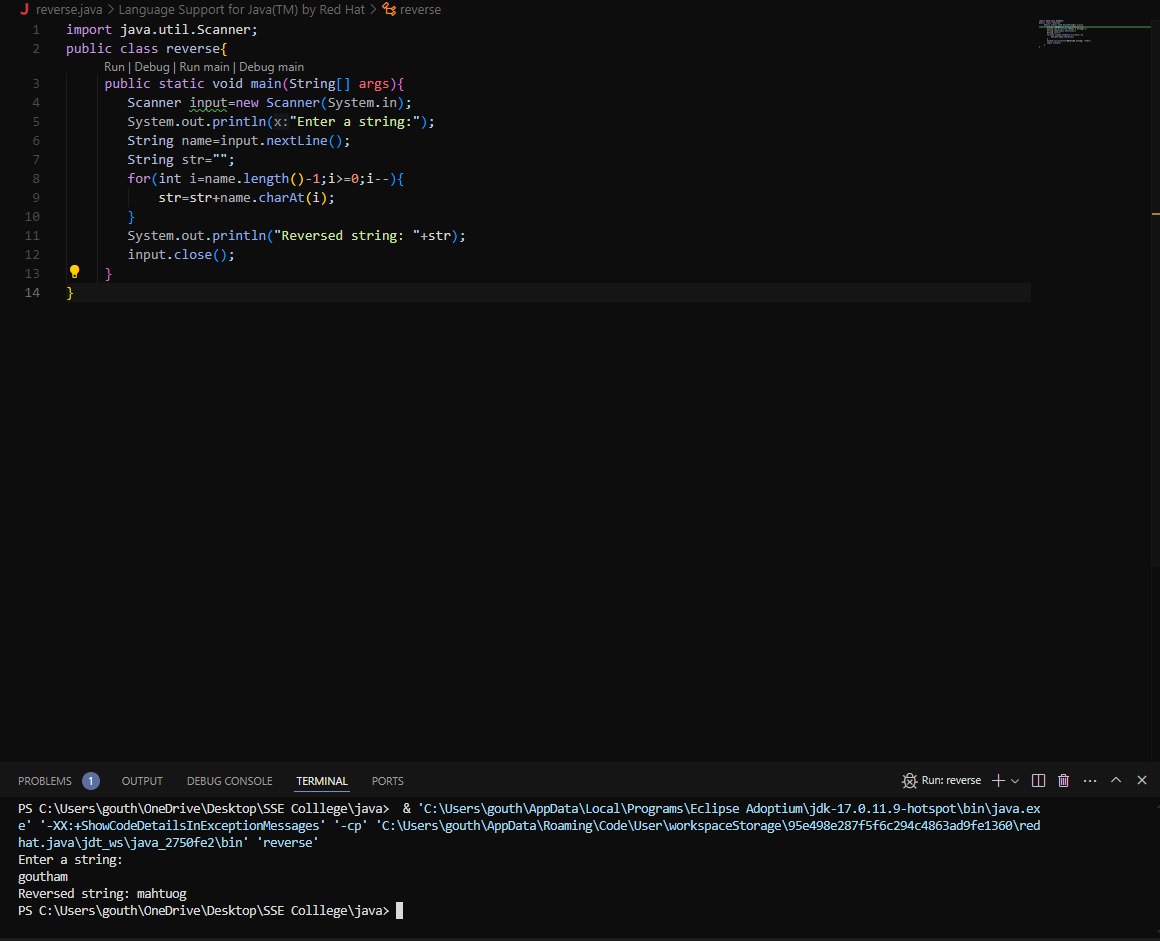 reverse.java > Language Support for Java(TM) by Red Hat > reverse
1 import java.util.Scanner;
2 public class reverse{
Run | Debug | Run main | Debug main
3 public static void main(String[] args){
4 Scanner input=new Scanner(System.in);
5 System.out.println(x:"Enter a string:");
6 String name=input.nextLine();
7 String str="";
8 for(int i=name.length()-1;i>=0;i--){
9 str=str+name.charAt(i);
10 }
11 System.out.println("Reversed string: "+str);
12 input.close();
13 }
14 }
PROBLEMS 1 OUTPUT DEBUG CONSOLE TERMINAL PORTS Run: reverse
PS C:\Users\gouth\OneDrive\Desktop\SSE Colllege\java> & 'C:\Users\gouth\AppData\Local\Programs\Eclipse Adoptium\jdk-17.0.11.9-hotspot\bin\java.ex
e' '-XX:+ShowCodeDetailsInExceptionMessages' '-cp' 'C:\Users\gouth\AppData\Roaming\Code\User\workspaceStorage\95e498e287f5f6c294c4863ad9fe1360\red
hat.java\jdt_ws\java_2750fe2\bin' 'reverse'
Enter a string:
goutham
Reversed string: mahtuog
PS C:\Users\gouth\OneDrive\Desktop\SSE Colllege\java>